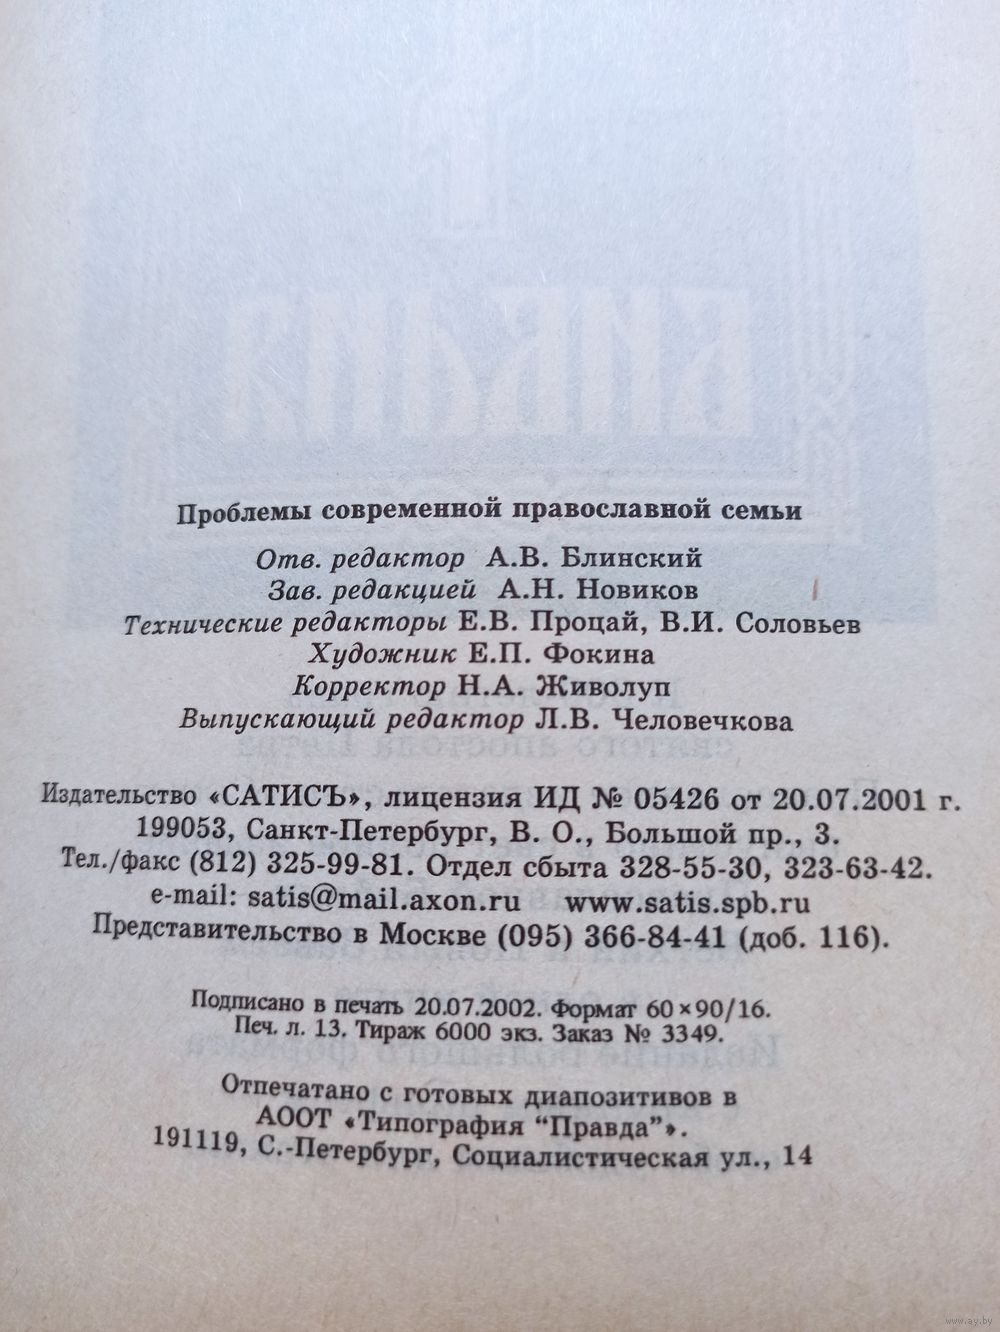 Проблемы современной православной семьи
Отв. редактор А.В. Блинский
Зав. редакцией А.Н. Новиков
Технические редакторы Е.В. Процай, В.И. Соловьев
Художник Е.П. Фокина
Корректор Н.А. Живолуп
Выпускающий редактор Л.В. Человечкова
Издательство «САТИСЪ», лицензия ИД № 05426 от 20.07.2001 г.
199053, Санкт-Петербург, В. О., Большой пр., 3.
Тел./факс (812) 325-99-81. Отдел сбыта 328-55-30, 323-63-42.
e-mail: satis@mail.axon.ru www.satis.spb.ru
Представительство в Москве (095) 366-84-41 (доб. 116).
Подписано в печать 20.07.2002. Формат 60×90/16.
Печ. л. 13. Тираж 6000 экз. Заказ № 3349.
Отпечатано с готовых диапозитивов в
АООТ «Типография “Правда”».
191119, С.-Петербург, Социалистическая ул., 14
www.ay.by